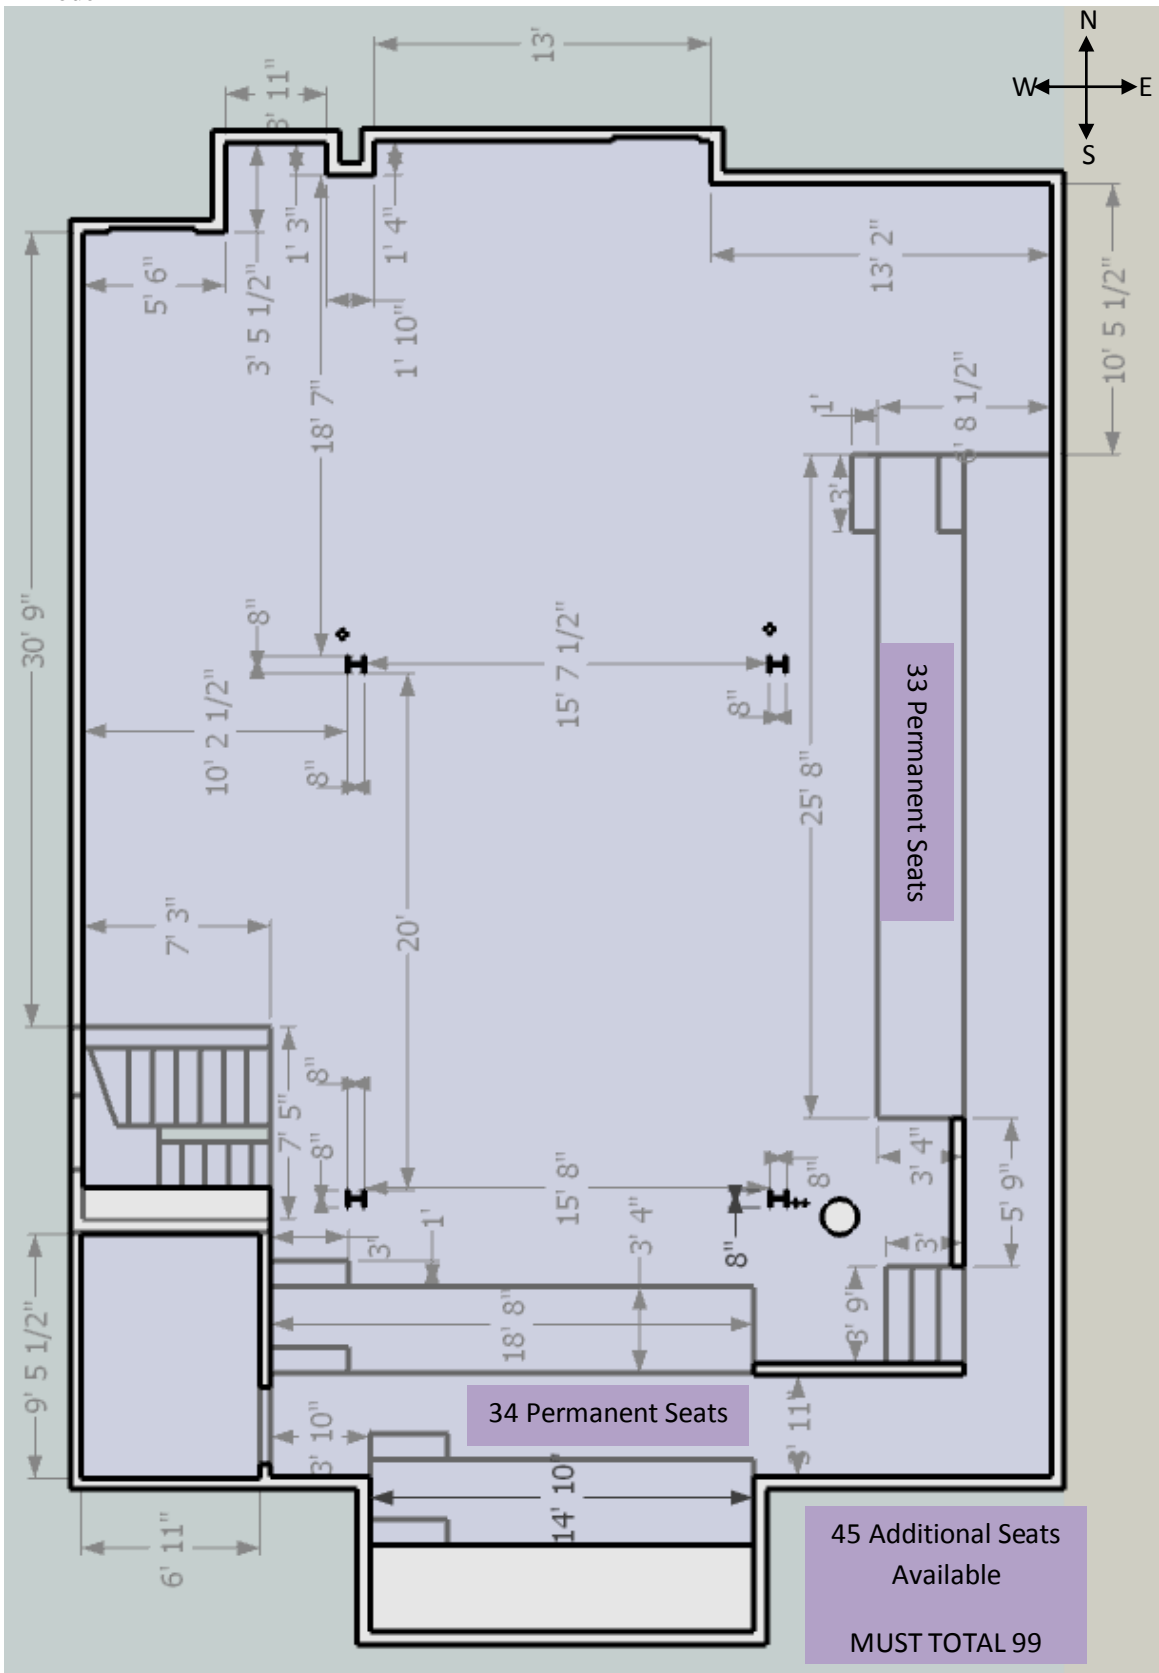 N
13'
W E
S
1' 3"
1' 4"
5' 6"
3' 5 1/2"
1' 10"
13' 2"
10' 5 1/2"
18' 7"
1'
8 1/2"
3'
30' 9"
8"
15' 7 1/2"
10' 2 1/2"
8"
8"
25' 8"
33 Permanent Seats
7' 3"
20'
8"
7' 5"
8"
15' 8"
8"
3' 4"
5' 9"
3'
1'
3' 4"
8"
3'
9' 5 1/2"
18' 8"
3' 9"
34 Permanent Seats
3' 10"
3' 11"
14' 10"
6' 11"
45 Additional Seats
Available
MUST TOTAL 99